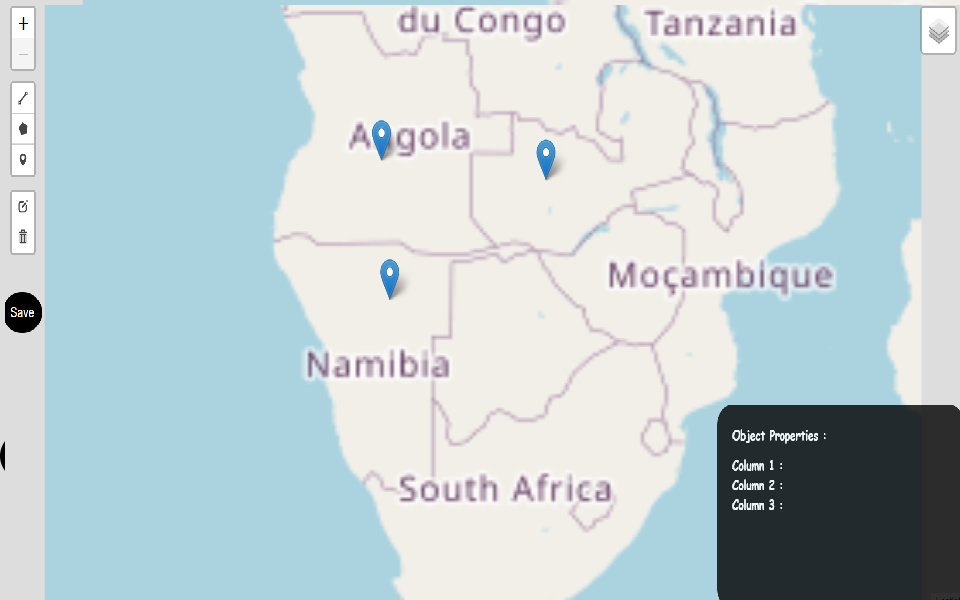 +
du Congo
Tanzania
−
Angola
Moçambique
Save
Namibia
South Africa
Object Properties :
Column 1 :
Column 2 :
Column 3 :